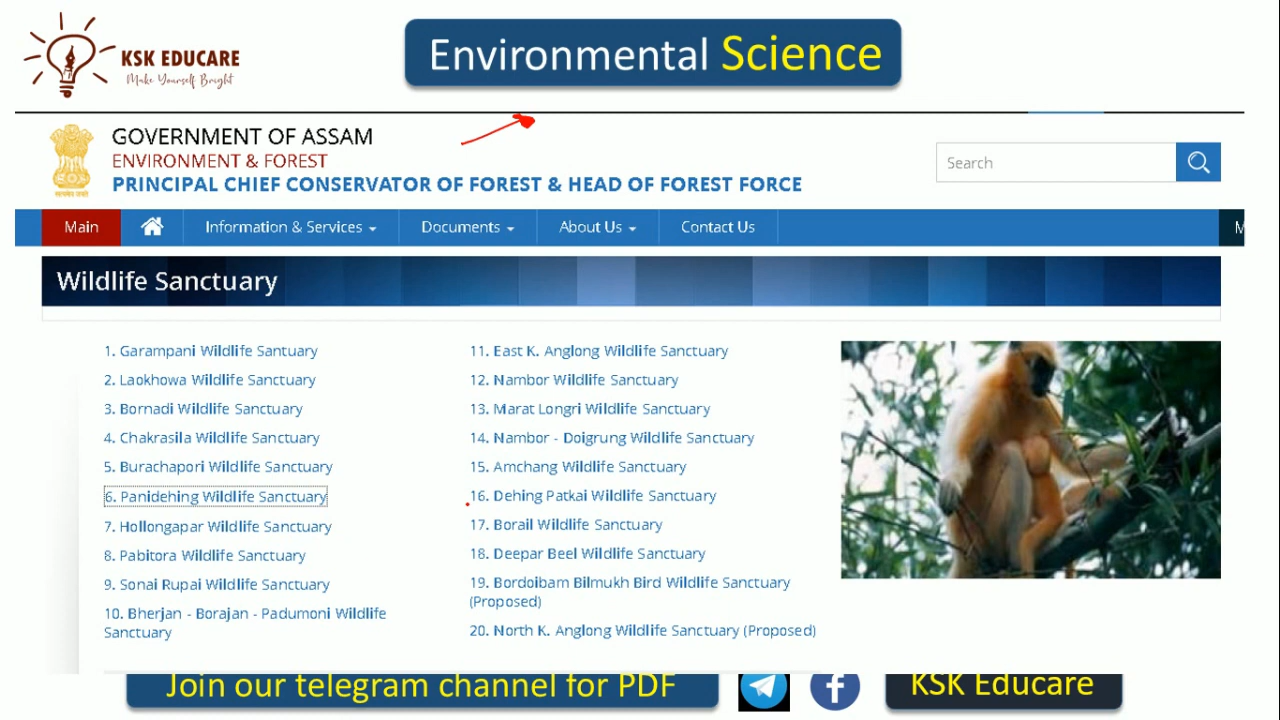 KSK EDUCARE
Make Yourself Bright
Environmental Science
GOVERNMENT OF ASSAM
ENVIRONMENT & FOREST
PRINCIPAL CHIEF CONSERVATOR OF FOREST & HEAD OF FOREST FORCE
Search
Main
Information & Services
Documents
About Us
Contact Us
M
Wildlife Sanctuary
1. Garampani Wildlife Santuary
2. Laokhowa Wildlife Sanctuary
3. Bornadi Wildlife Sanctuary
4. Chakrasila Wildlife Sanctuary
5. Burachapori Wildlife Sanctuary
6. Panidehing Wildlife Sanctuary
7. Hollongapar Wildlife Sanctuary
8. Pabitora Wildlife Sanctuary
9. Sonai Rupai Wildlife Sanctuary
10. Bherjan - Borajan - Padumoni Wildlife
Sanctuary
11. East K. Anglong Wildlife Sanctuary
12. Nambor Wildlife Sanctuary
13. Marat Longri Wildlife Sanctuary
14. Nambor - Doigrung Wildlife Sanctuary
15. Amchang Wildlife Sanctuary
16. Dehing Patkai Wildlife Sanctuary
17. Borail Wildlife Sanctuary
18. Deepar Beel Wildlife Sanctuary
19. Bordoibam Bilmukh Bird Wildlife Sanctuary
(Proposed)
20. North K. Anglong Wildlife Sanctuary (Proposed)
Join our telegram channel for PDF
KSK Educare